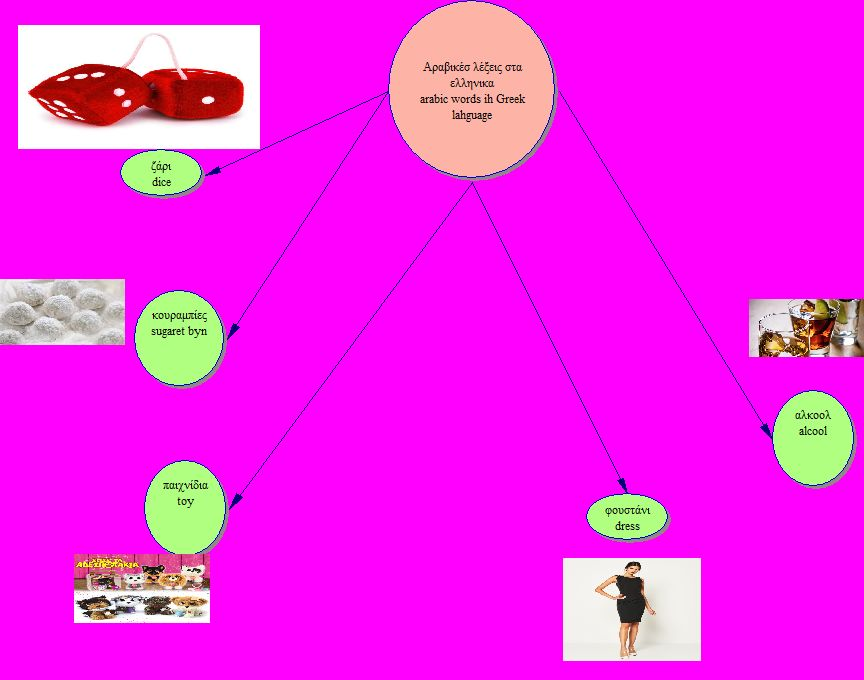 Αραβικέσ λέξεις στα
ελληνικα
arabic words ih Greek
lahguage
ζάρι
dice
κουραμπίες
sugaret byn
αλκοολ
alcool
παιχνίδια
toy
φουστάνι
dress